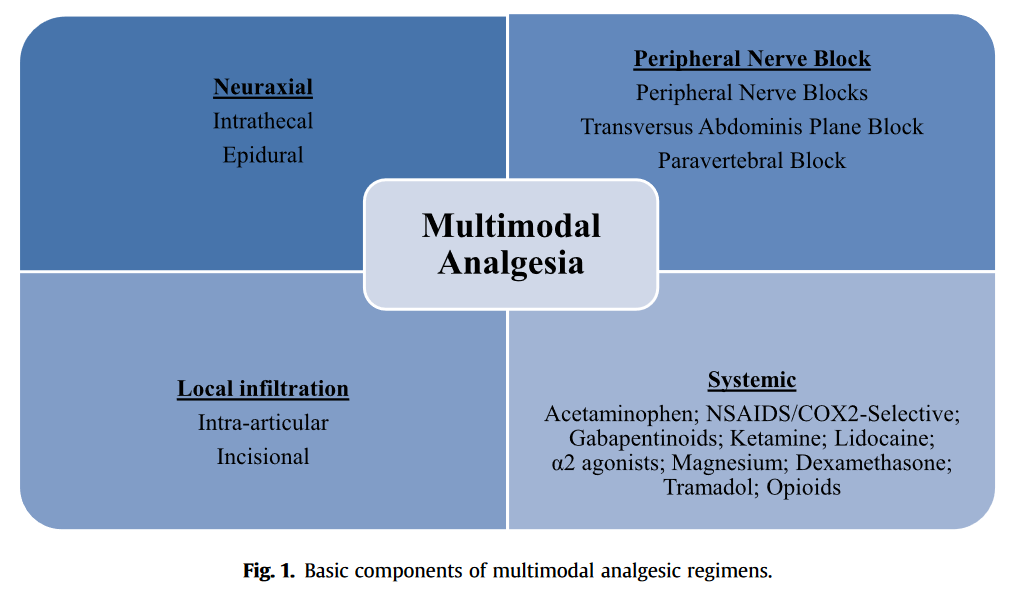 Neuraxial
Intrathecal
Epidural
Peripheral Nerve Block
Peripheral Nerve Blocks
Transversus Abdominis Plane Block
Paravertebral Block
Multimodal
Analgesia
Local infiltration
Intra-articular
Incisional
Systemic
Acetaminophen; NSAIDS/COX2-Selective;
Gabapentinoids; Ketamine; Lidocaine;
α2 agonists; Magnesium; Dexamethasone;
Tramadol; Opioids
Fig. 1. Basic components of multimodal analgesic regimens.